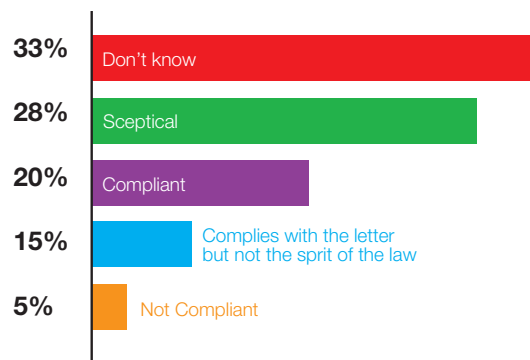 33% Don't know
28% Sceptical
20% Compliant
15% Complies with the letter
but not the sprit of the law
5% Not Compliant